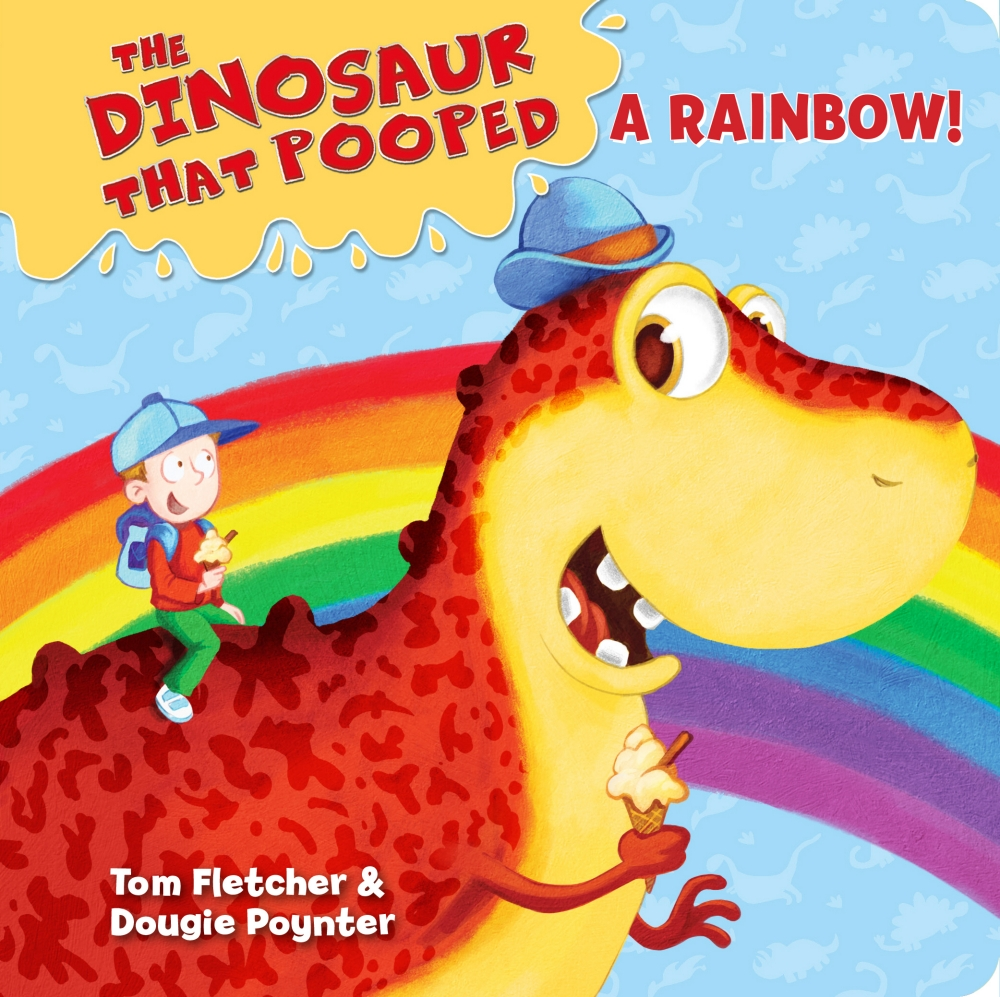 THE
DINOSAUR
THAT POOPED
A RAINBOW!
Tom Fletcher &
Dougie Poynter